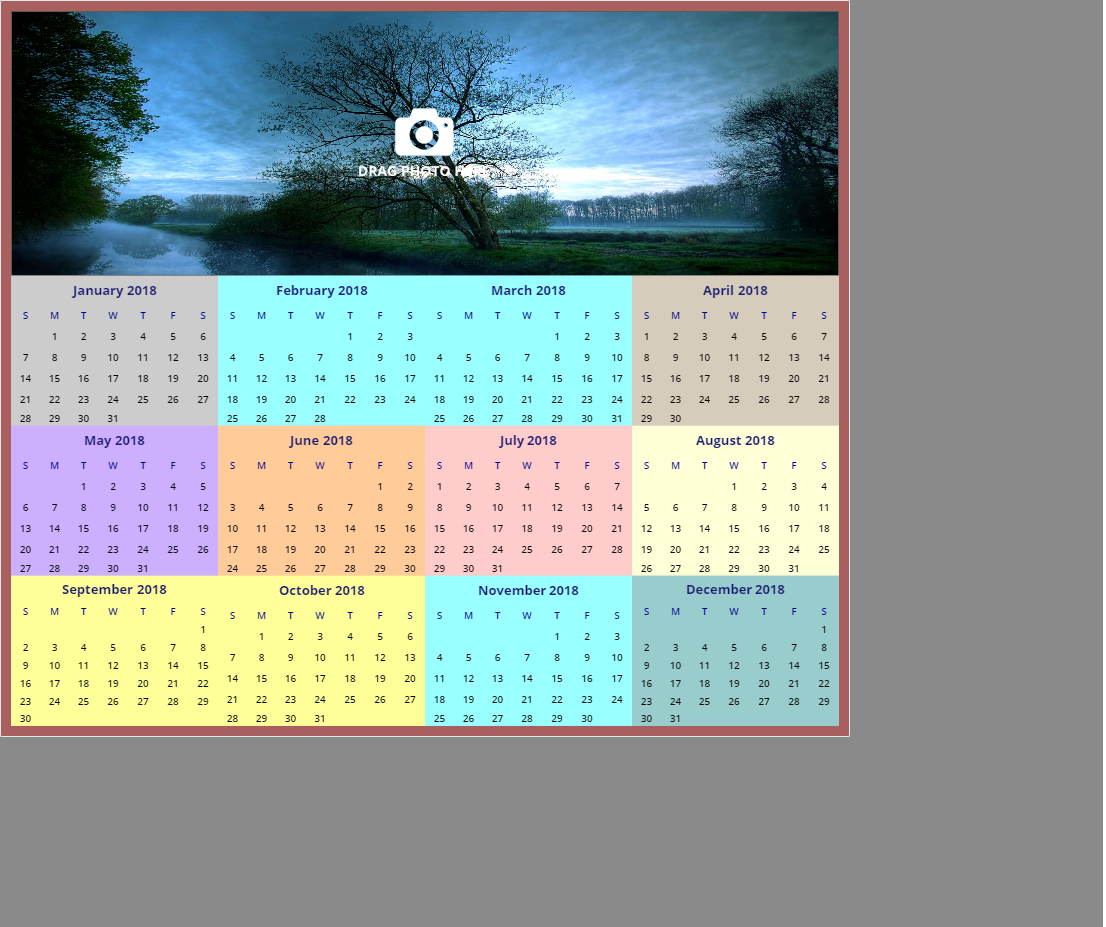 DRAG PHOTO HERE
January 2018
S M T W T F S
1 2 3 4 5 6
7 8 9 10 11 12 13
14 15 16 17 18 19 20
21 22 23 24 25 26 27
28 29 30 31
February 2018
S M T W T F S
1 2 3
4 5 6 7 8 9 10
11 12 13 14 15 16 17
18 19 20 21 22 23 24
25 26 27 28
March 2018
S M T W T F S
1 2 3
4 5 6 7 8 9 10
11 12 13 14 15 16 17
18 19 20 21 22 23 24
25 26 27 28 29 30 31
April 2018
S M T W T F S
1 2 3 4 5 6 7
8 9 10 11 12 13 14
15 16 17 18 19 20 21
22 23 24 25 26 27 28
29 30
May 2018
S M T W T F S
1 2 3 4 5
6 7 8 9 10 11 12
13 14 15 16 17 18 19
20 21 22 23 24 25 26
27 28 29 30 31
June 2018
S M T W T F S
1 2
3 4 5 6 7 8 9
10 11 12 13 14 15 16
17 18 19 20 21 22 23
24 25 26 27 28 29 30
July 2018
S M T W T F S
1 2 3 4 5 6 7
8 9 10 11 12 13 14
15 16 17 18 19 20 21
22 23 24 25 26 27 28
29 30 31
August 2018
S M T W T F S
1 2 3 4
5 6 7 8 9 10 11
12 13 14 15 16 17 18
19 20 21 22 23 24 25
26 27 28 29 30 31
September 2018
S M T W T F S
1
2 3 4 5 6 7 8
9 10 11 12 13 14 15
16 17 18 19 20 21 22
23 24 25 26 27 28 29
30
October 2018
S M T W T F S
1 2 3 4 5 6
7 8 9 10 11 12 13
14 15 16 17 18 19 20
21 22 23 24 25 26 27
28 29 30 31
November 2018
S M T W T F S
1 2 3
4 5 6 7 8 9 10
11 12 13 14 15 16 17
18 19 20 21 22 23 24
25 26 27 28 29 30
December 2018
S M T W T F S
1
2 3 4 5 6 7 8
9 10 11 12 13 14 15
16 17 18 19 20 21 22
23 24 25 26 27 28 29
30 31